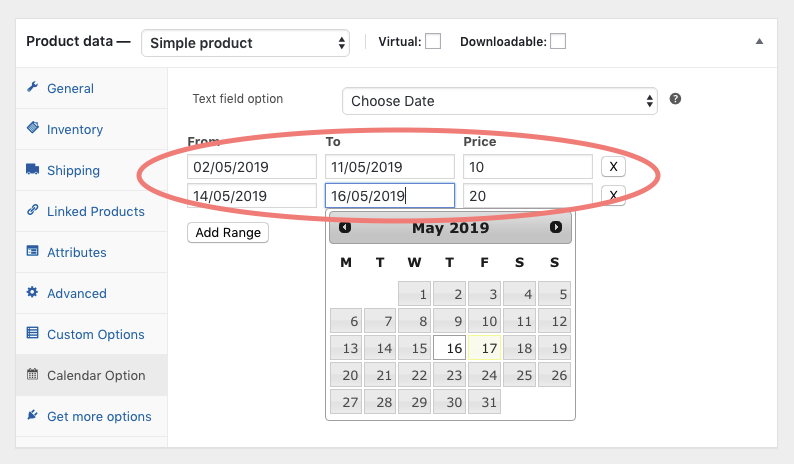 Product data — Simple product Virtual: Downloadable:
General
Inventory
Shipping
Linked Products
Attributes
Advanced
Custom Options
Calendar Option
Get more options
Text field option Choose Date ?
From To Price
02/05/2019 11/05/2019 10 X
14/05/2019 16/05/2019 20 X
Add Range
May 2019
M T W T F S S
1 2 3 4 5
6 7 8 9 10 11 12
13 14 15 16 17 18 19
20 21 22 23 24 25 26
27 28 29 30 31